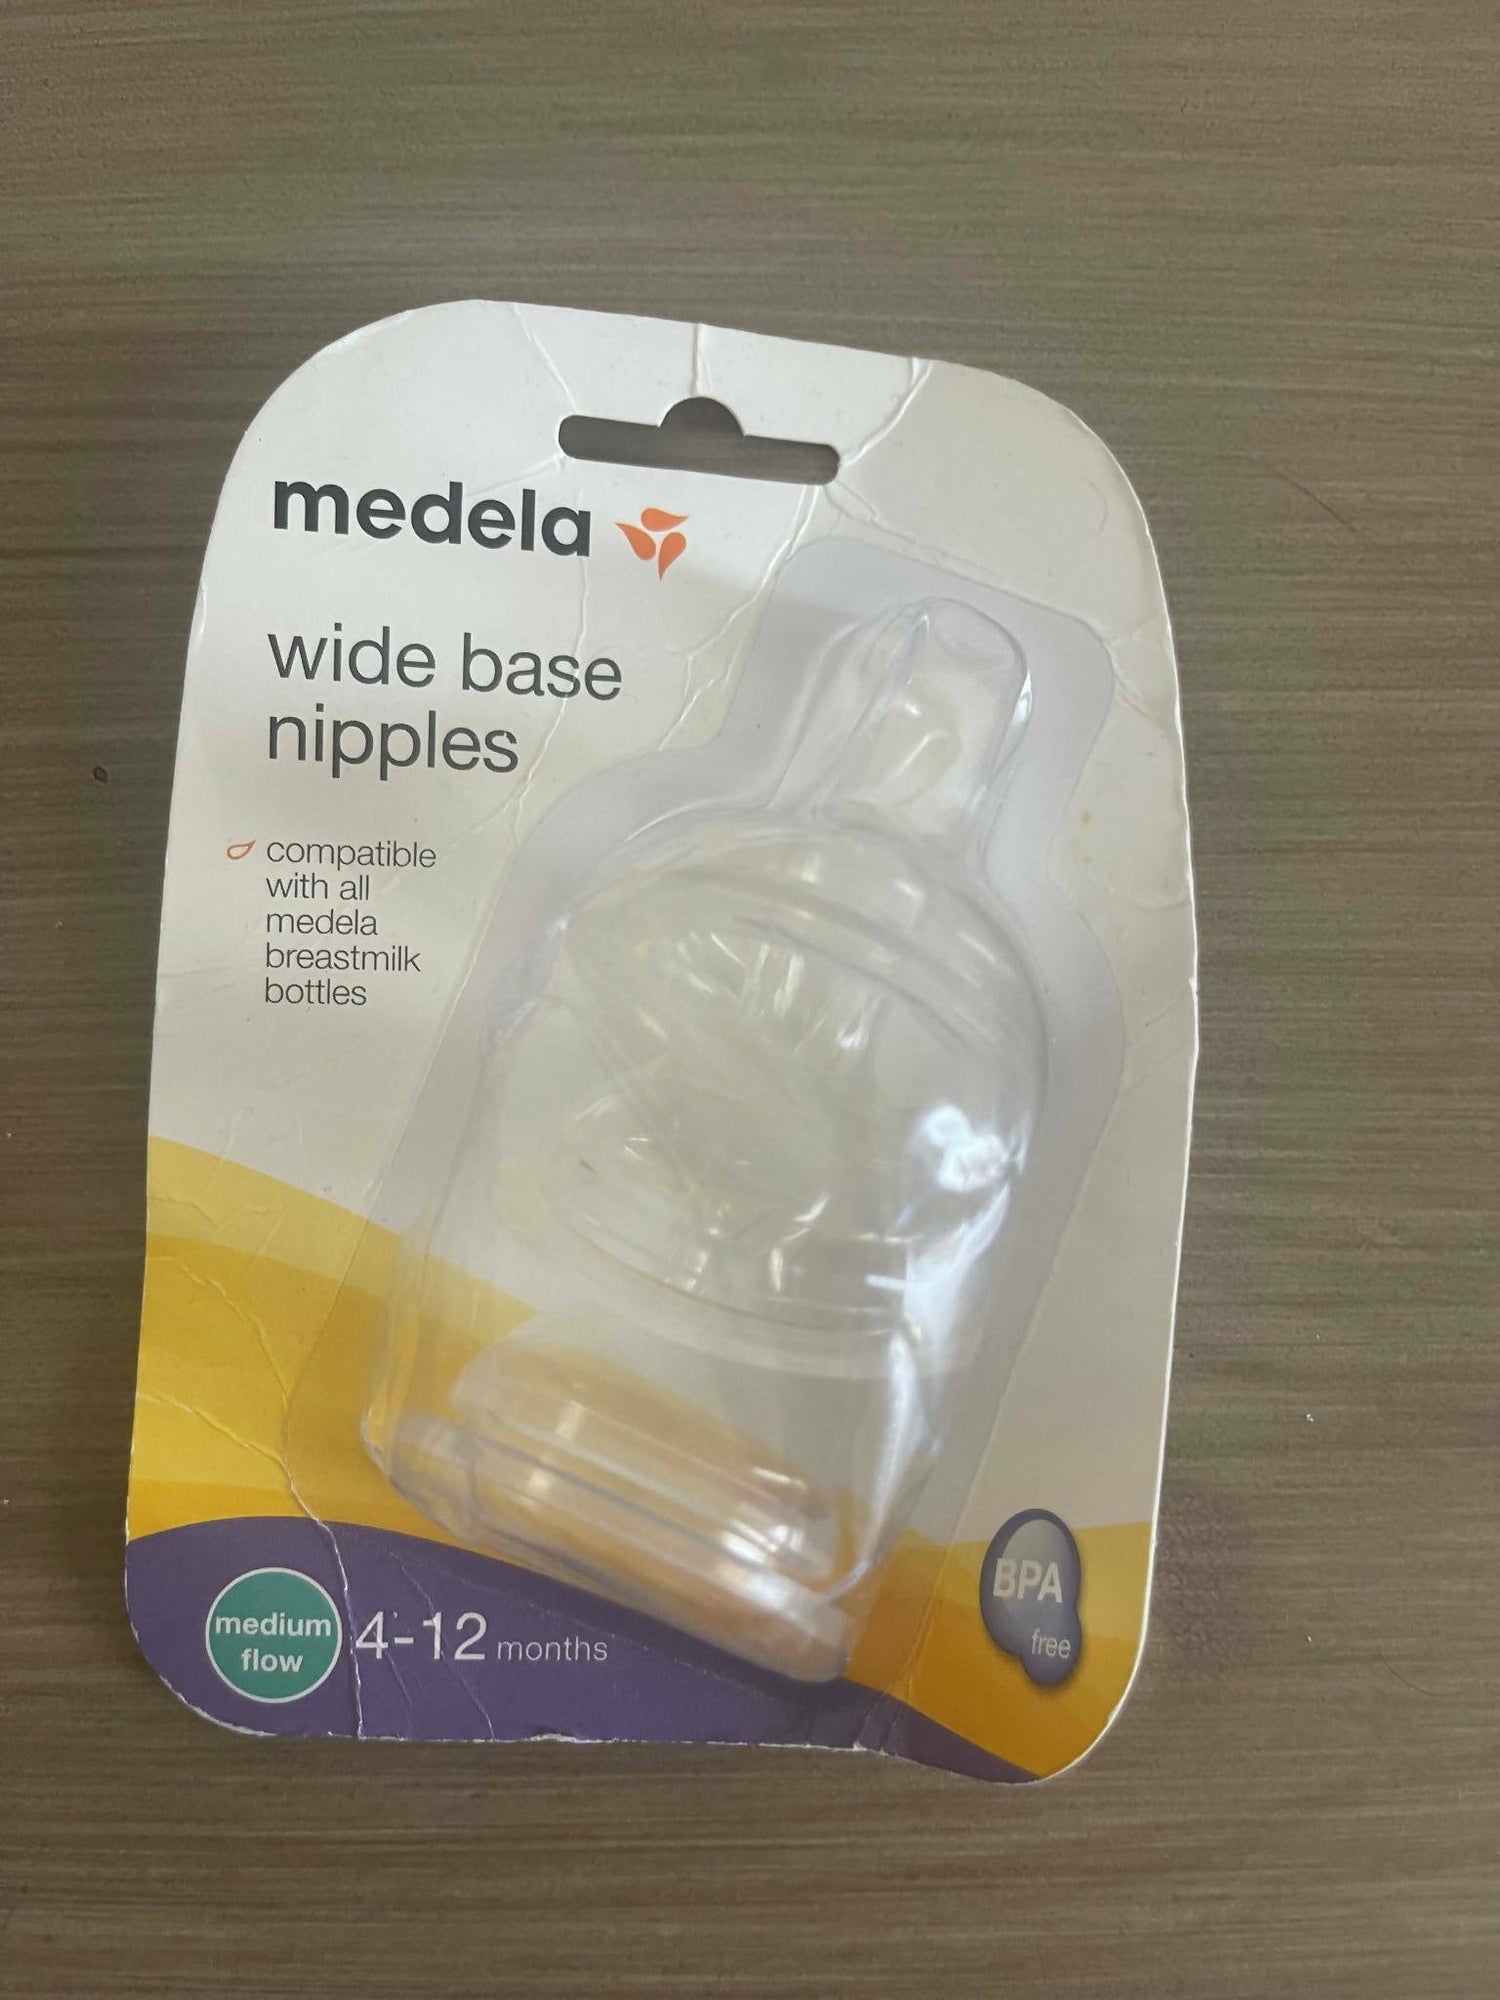 medela
wide base
nipples
compatible
with all
medela
breastmilk
bottles
medium
flow
4-12 months
BPA
free